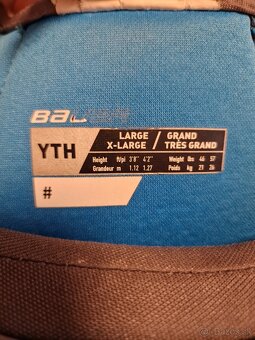 YTH
LARGE / GRAND
X-LARGE / TRÈS GRAND
Height ft/pi 3'8" 4'2" Weight lbs 46 57
Grandeur m 1.12 1.27 Poids kg 21 26
#